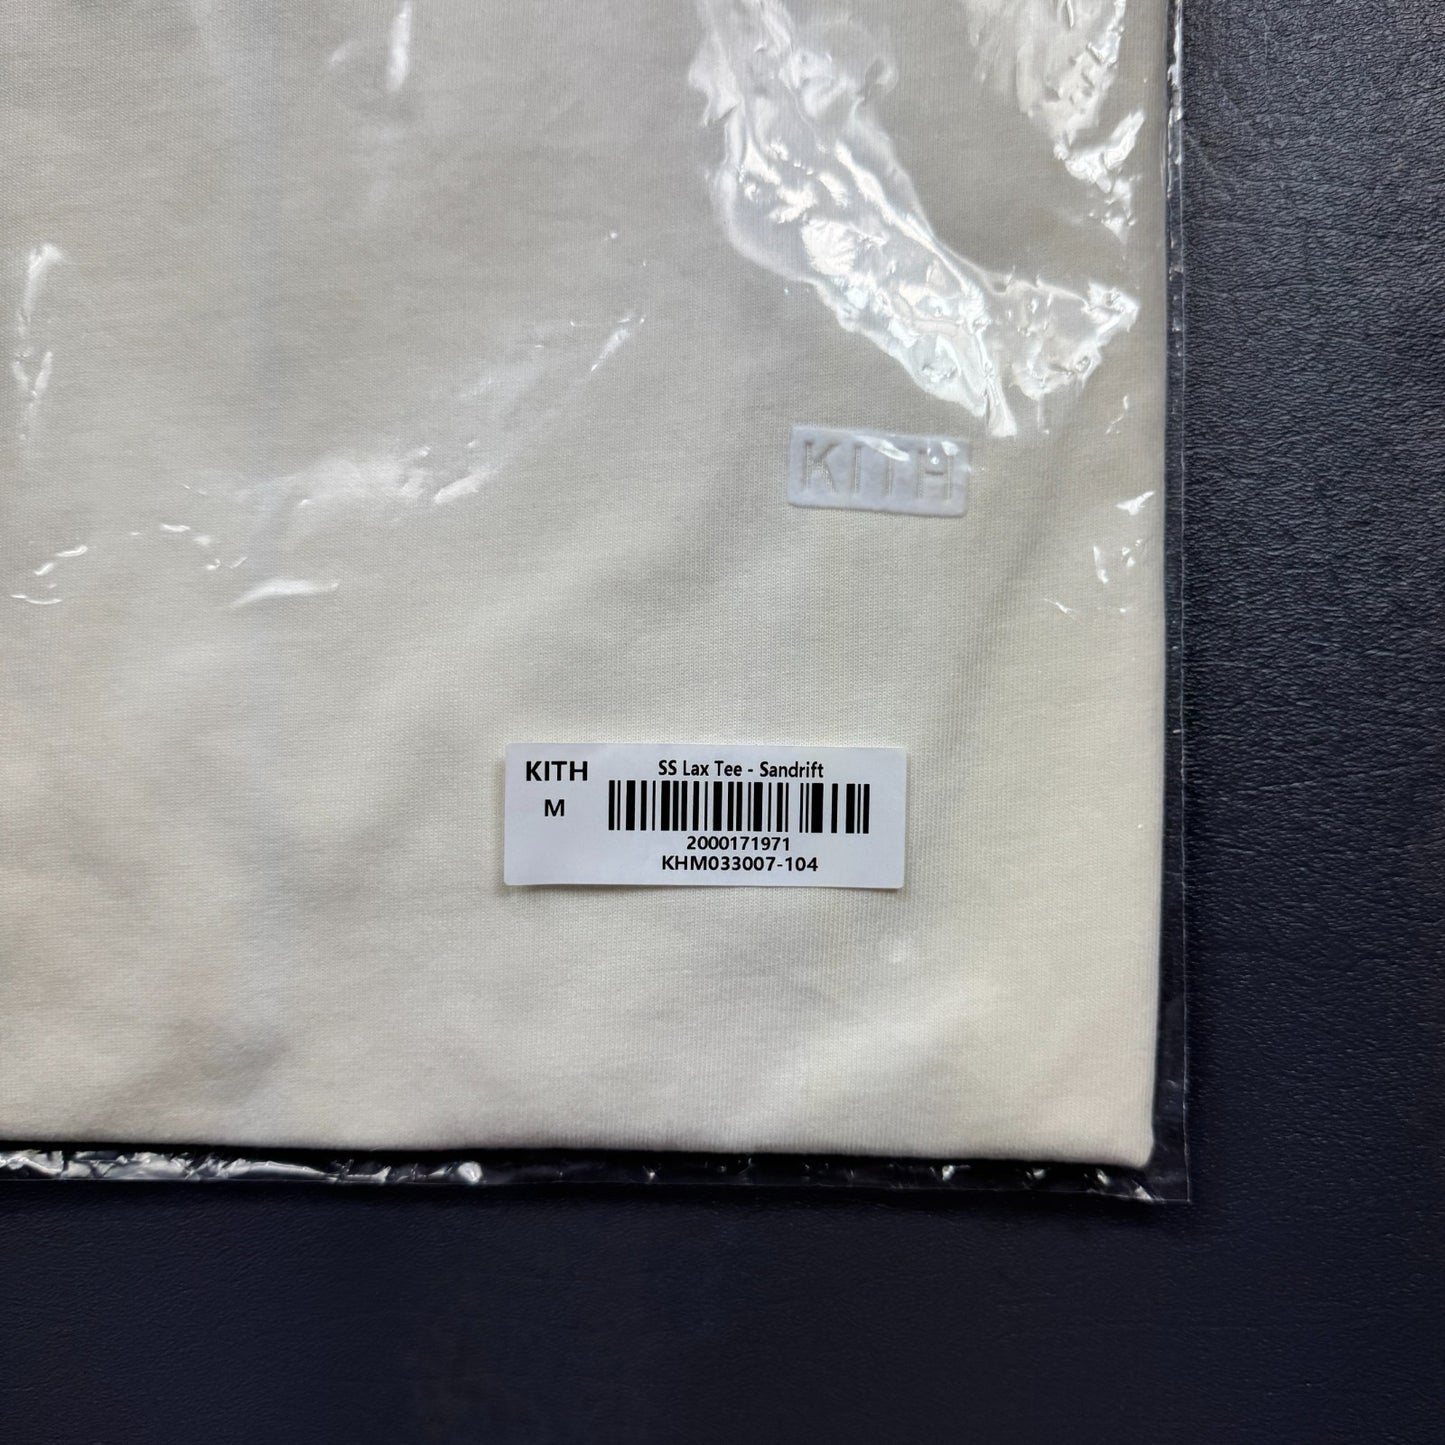 KITH
KITH
SS Lax Tee - Sandrift
M
2000171971
KHM033007-104